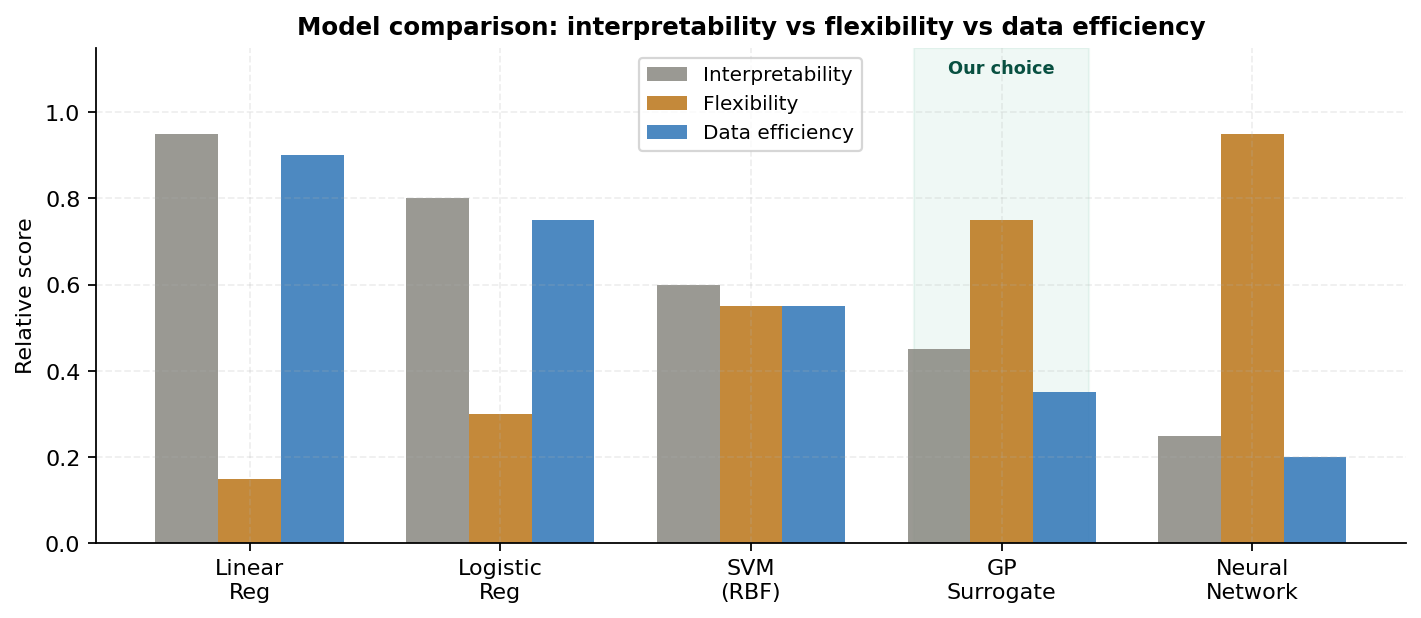 Model comparison: interpretability vs flexibility vs data efficiency
Interpretability
Flexibility
Data efficiency
Our choice
Relative score
1.0
0.8
0.6
0.4
0.2
0.0
Linear
Reg
Logistic
Reg
SVM
(RBF)
GP
Surrogate
Neural
Network